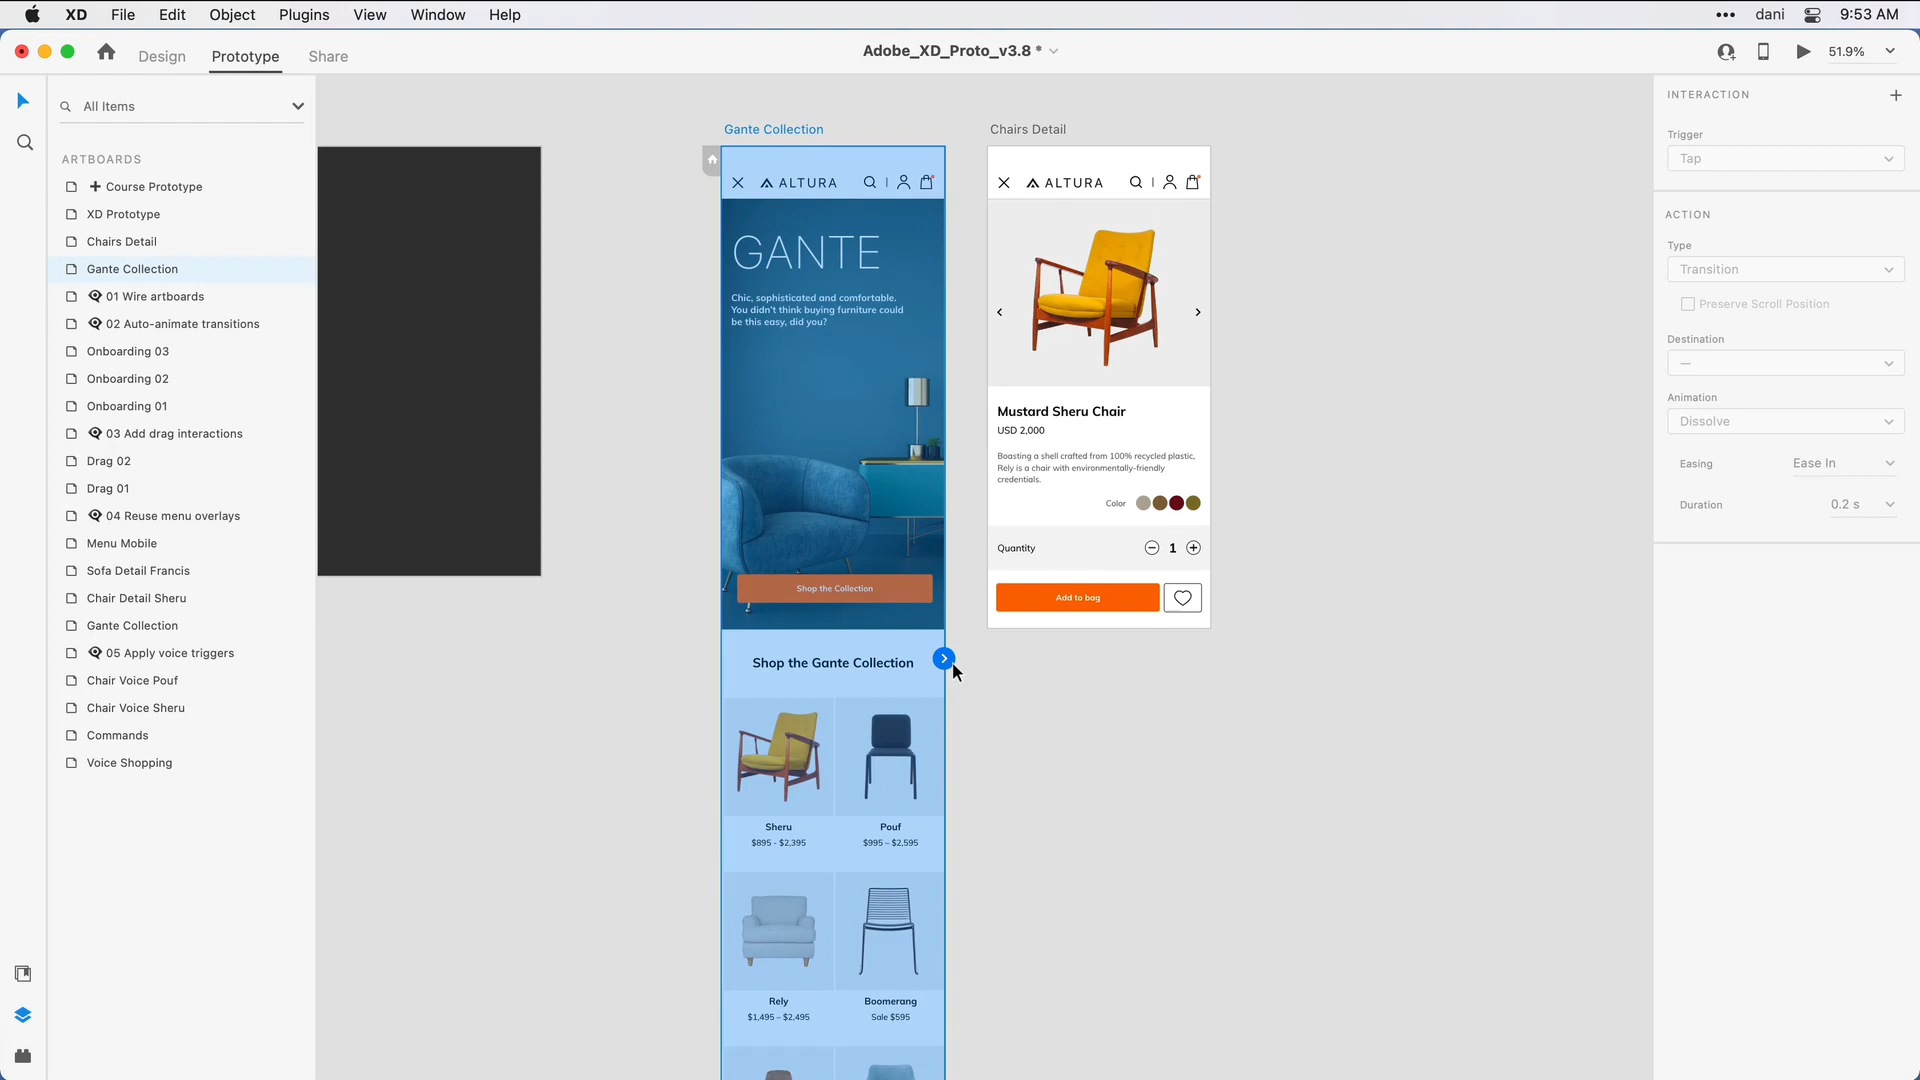 XD File Edit Object Plugins View Window Help
dani 9:53 AM
Design Prototype Share
Adobe_XD_Proto_v3.8 *
51.9%
All Items
ARTBOARDS
Course Prototype
XD Prototype
Chairs Detail
Gante Collection
01 Wire artboards
02 Auto-animate transitions
Onboarding 03
Onboarding 02
Onboarding 01
03 Add drag interactions
Drag 02
Drag 01
04 Reuse menu overlays
Menu Mobile
Sofa Detail Francis
Chair Detail Sheru
Gante Collection
05 Apply voice triggers
Chair Voice Pouf
Chair Voice Sheru
Commands
Voice Shopping
Gante Collection
ALTURA
GANTE
Chic, sophisticated and comfortable.
You didn't think buying furniture could
be this easy, did you?
Shop the Collection
Shop the Gante Collection
Sheru
$895 - $2,395
Pouf
$995 – $2,595
Rely
$1,495 – $2,495
Boomerang
Sale $595
Chairs Detail
ALTURA
Mustard Sheru Chair
USD 2,000
Boasting a shell crafted from 100% recycled plastic,
Rely is a chair with environmentally-friendly
credentials.
Color
Quantity
1
Add to bag
INTERACTION
Trigger
Tap
ACTION
Type
Transition
Preserve Scroll Position
Destination
—
Animation
Dissolve
Easing Ease In
Duration 0.2 s